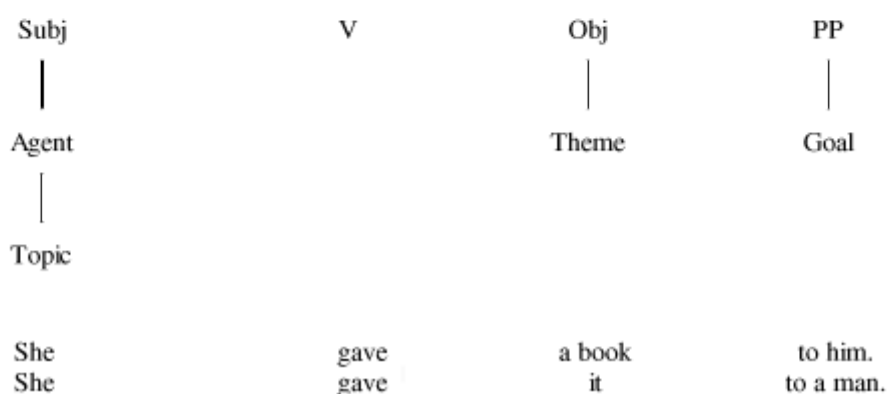 Subj V Obj PP
Agent Theme Goal
Topic
She gave a book to him.
She gave it to a man.